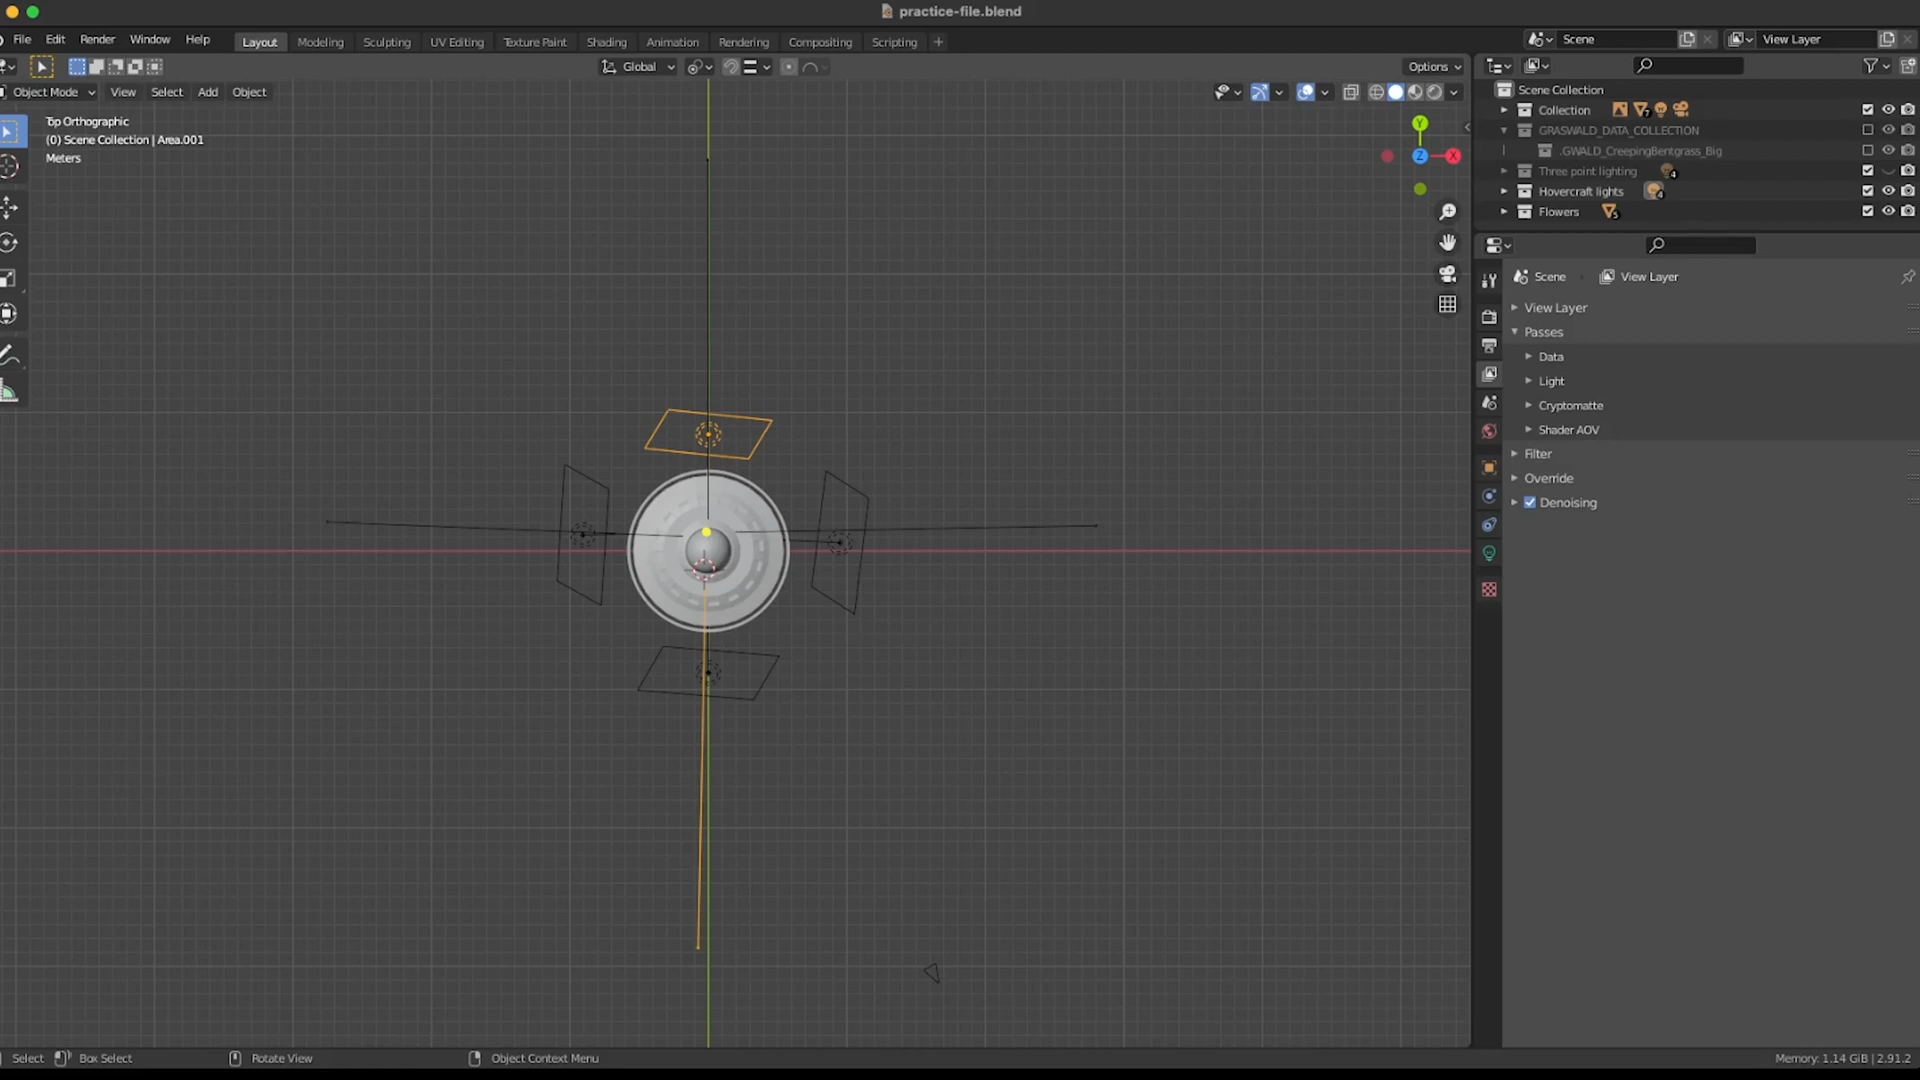 practice-file.blend
File Edit Render Window Help Layout Modeling Sculpting UV Editing Texture Paint Shading Animation Rendering Compositing Scripting + Scene View Layer
Global Options
Object Mode View Select Add Object
Top Orthographic
(0) Scene Collection | Area.001
Meters
Y
Z
X
Scene Collection
Collection 7
GRASWALD_DATA_COLLECTION
.GWALD_CreepingBentgrass_Big
Three point lighting 4
Hovercraft lights 4
Flowers 5
Scene View Layer
View Layer
Passes
Data
Light
Cryptomatte
Shader AOV
Filter
Override
Denoising
Select Box Select Rotate View Object Context Menu Memory: 1.14 GiB | 2.91.2